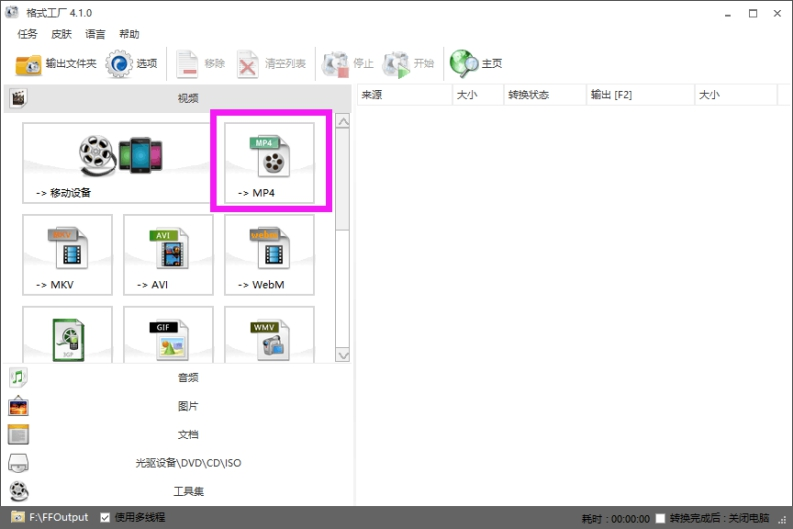 格式工厂 4.1.0
任务 皮肤 语言 帮助
输出文件夹 选项 移除 清空列表 停止 开始 主页
视频
来源 大小 转换状态 输出 [F2] 大小
MP4
-> 移动设备 -> MP4
MKV AVI webm
-> MKV -> AVI -> WebM
3GP GIF WMV
音频
图片
文档
光驱设备\DVD\CD\ISO
工具集
F:\FFOutput 使用多线程 耗时 : 00:00:00 转换完成后 : 关闭电脑